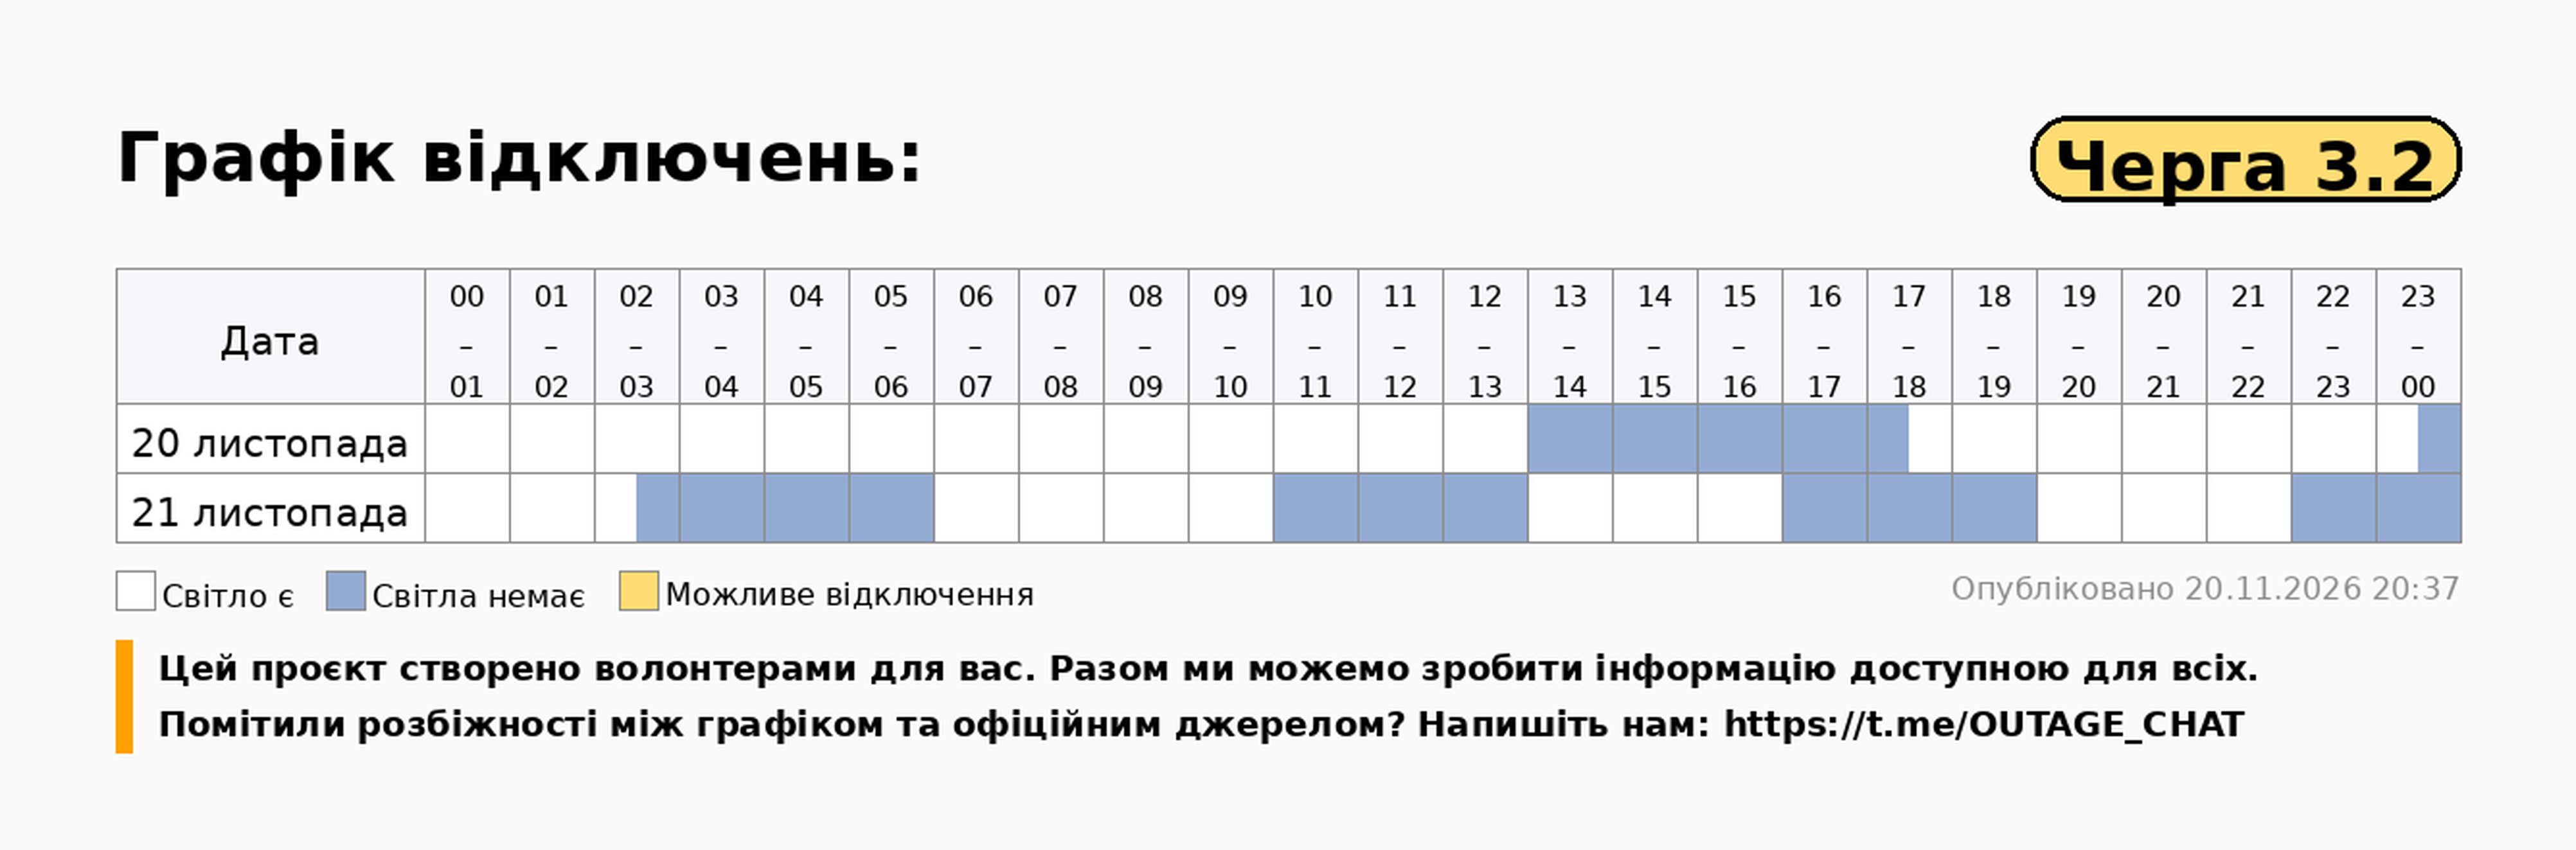 Графік відключень:
Черга 3.2
Дата
00 – 01
01 – 02
02 – 03
03 – 04
04 – 05
05 – 06
06 – 07
07 – 08
08 – 09
09 – 10
10 – 11
11 – 12
12 – 13
13 – 14
14 – 15
15 – 16
16 – 17
17 – 18
18 – 19
19 – 20
20 – 21
21 – 22
22 – 23
23 – 00
20 листопада
21 листопада
Світло є
Світла немає
Можливе відключення
Опубліковано 20.11.2026 20:37
Цей проєкт створено волонтерами для вас. Разом ми можемо зробити інформацію доступною для всіх.
Помітили розбіжності між графіком та офіційним джерелом? Напишіть нам: https://t.me/OUTAGE_CHAT